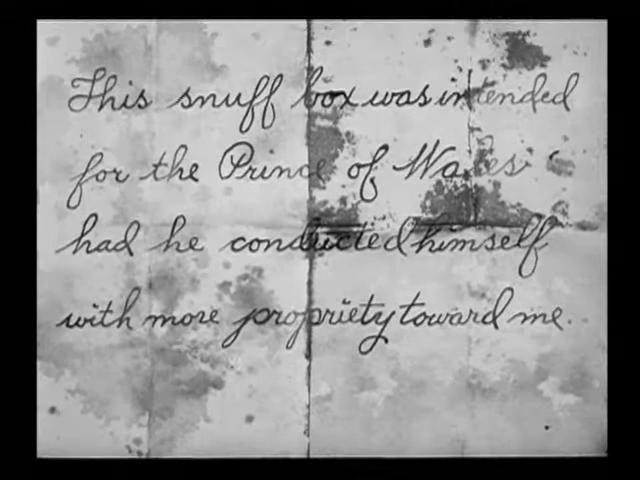 This snuff box was intended
for the Prince of Wales
had he conducted himself
with more propriety toward me.